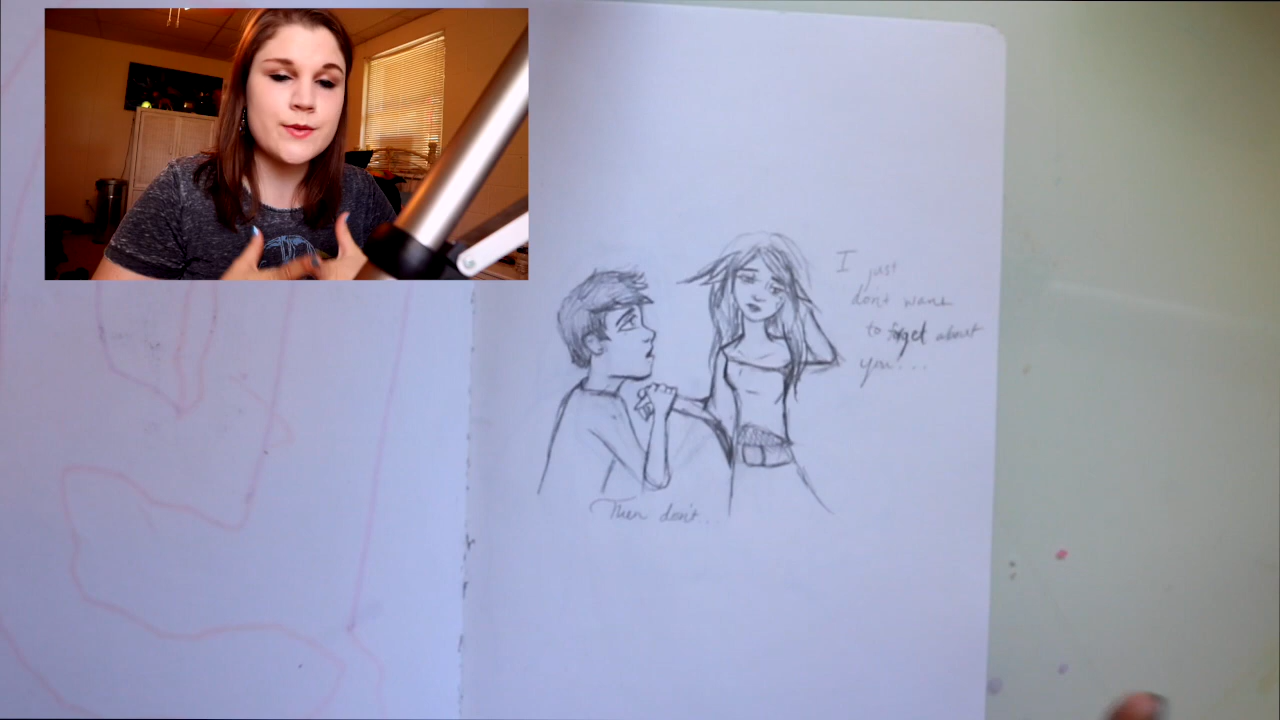 I
just
don't want
to forget about
you...
Then don't..